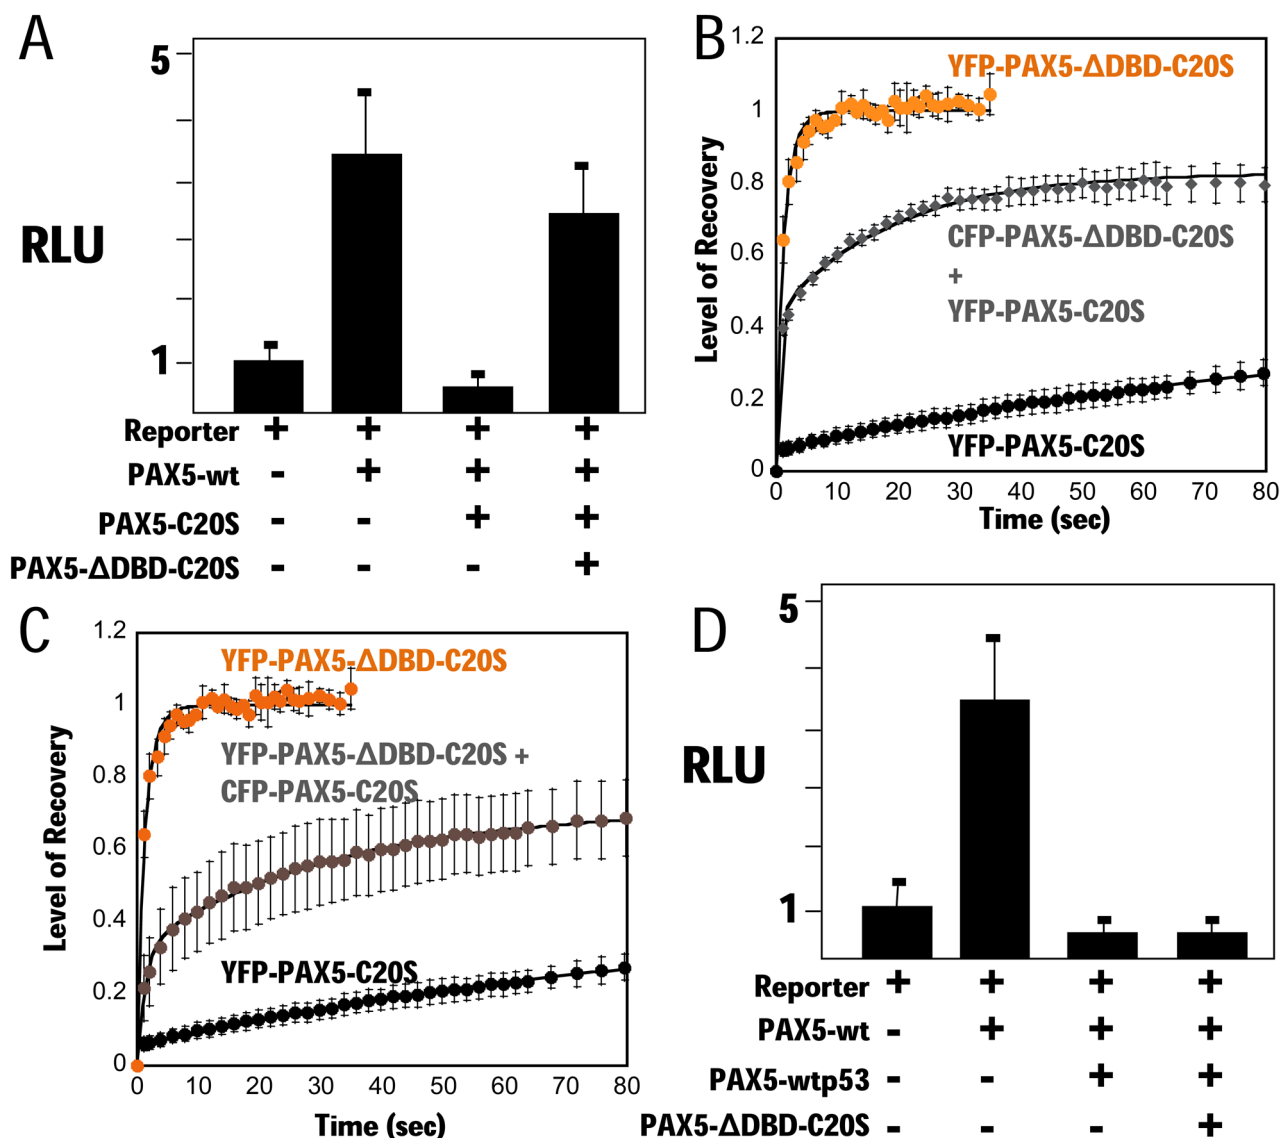 A
5
1
RLU
Reporter + + + +
PAX5-wt - + + +
PAX5-C20S - - + +
PAX5-ΔDBD-C20S - - - +
B
1.2
1
0.8
0.6
0.4
0.2
0
Level of Recovery
YFP-PAX5-ΔDBD-C20S
CFP-PAX5-ΔDBD-C20S
+
YFP-PAX5-C20S
YFP-PAX5-C20S
0 10 20 30 40 50 60 70 80
Time (sec)
C
1.2
1
0.8
0.6
0.4
0.2
0
Level of Recovery
YFP-PAX5-ΔDBD-C20S
YFP-PAX5-ΔDBD-C20S +
CFP-PAX5-C20S
YFP-PAX5-C20S
0 10 20 30 40 50 60 70 80
Time (sec)
D
5
1
RLU
Reporter + + + +
PAX5-wt - + + +
PAX5-wtp53 - - + +
PAX5-ΔDBD-C20S - - - +